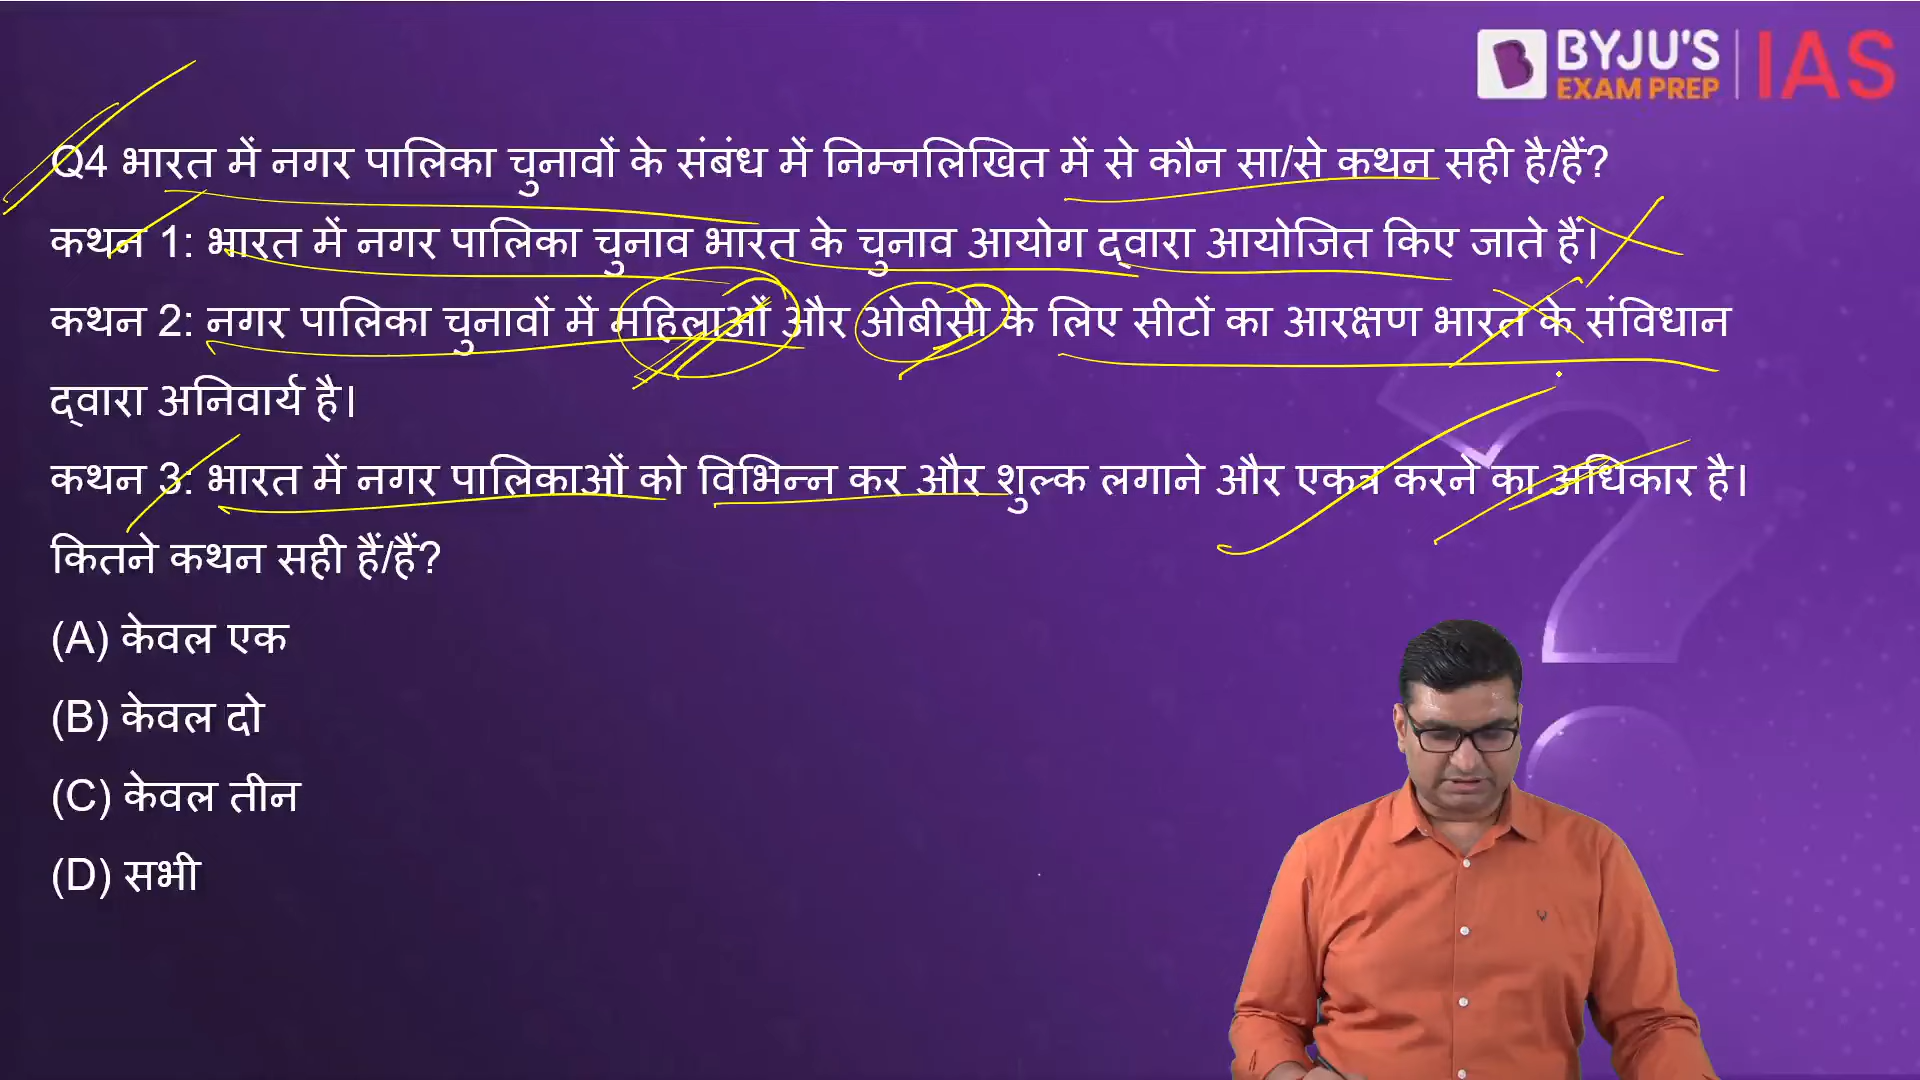 BYJU'S
EXAM PREP
IAS
Q4 भारत में नगर पालिका चुनावों के संबंध में निम्नलिखित में से कौन सा/से कथन सही है/हैं?
कथन 1: भारत में नगर पालिका चुनाव भारत के चुनाव आयोग द्वारा आयोजित किए जाते हैं।
कथन 2: नगर पालिका चुनावों में महिलाओं और ओबीसी के लिए सीटों का आरक्षण भारत के संविधान
द्वारा अनिवार्य है।
कथन 3: भारत में नगर पालिकाओं को विभिन्न कर और शुल्क लगाने और एकत्र करने का अधिकार है।
कितने कथन सही हैं/हैं?
(A) केवल एक
(B) केवल दो
(C) केवल तीन
(D) सभी